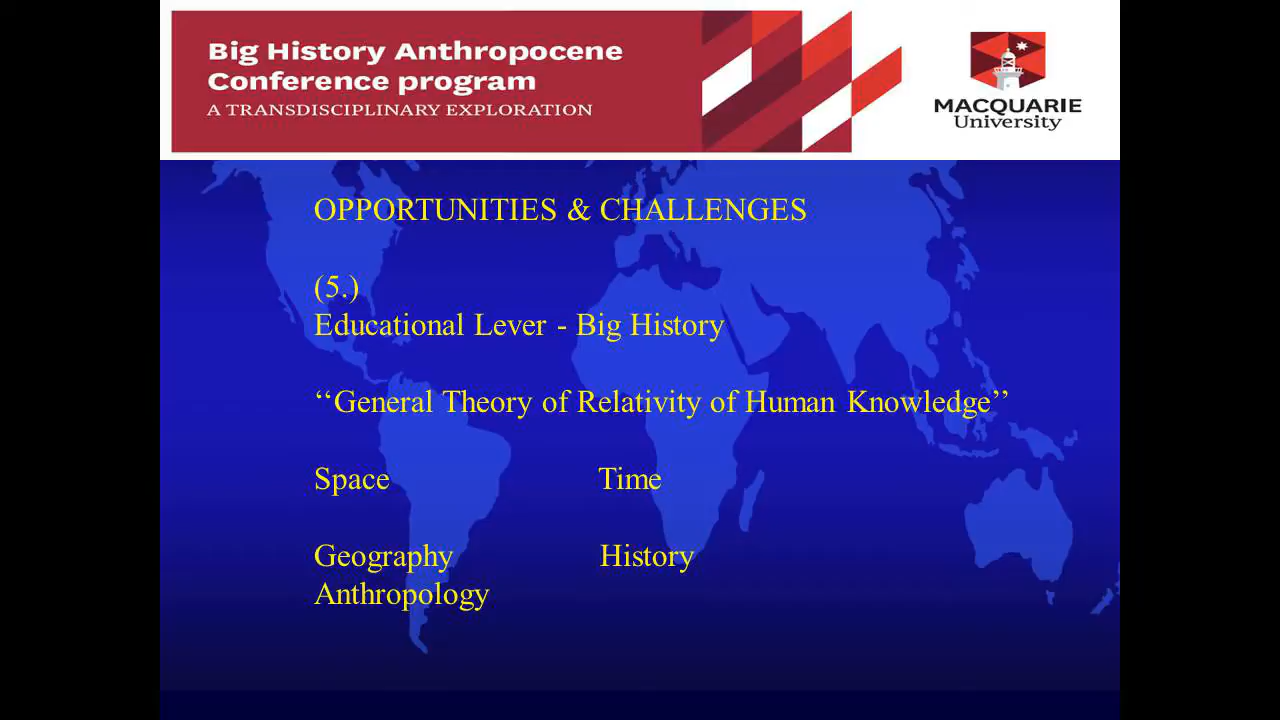 Big History Anthropocene
Conference program
A TRANSDISCIPLINARY EXPLORATION
MACQUARIE
University
OPPORTUNITIES & CHALLENGES
(5.)
Educational Lever - Big History
‘‘General Theory of Relativity of Human Knowledge’’
Space Time
Geography History
Anthropology